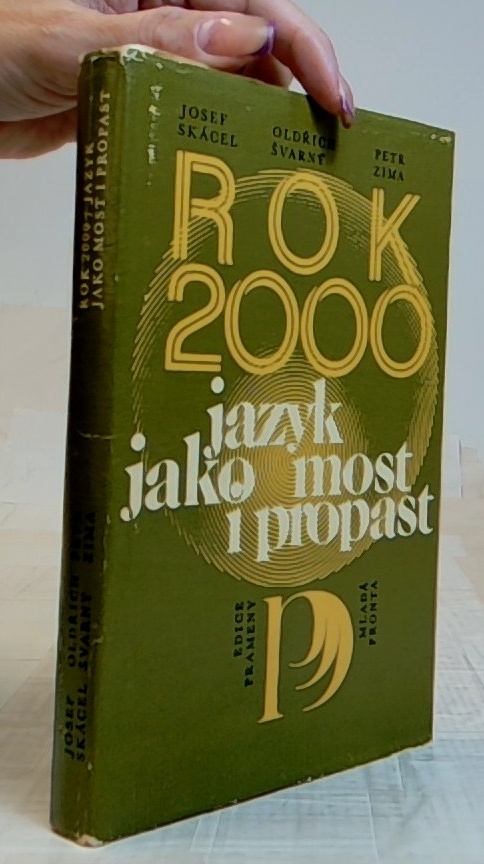 JOSEF
SKÁCEL
OLDŘICH
ŠVARNÝ
PETR
ZIMA
ROK
2000
jazyk
jako most
i propast
EDICE
PRAMENY
MLADÁ
FRONTA
ROK 2000 / JAZYK
JAKO MOST I PROPAST
JOSEF OLDŘICH PETR
SKÁCEL ŠVARNÝ ZIMA